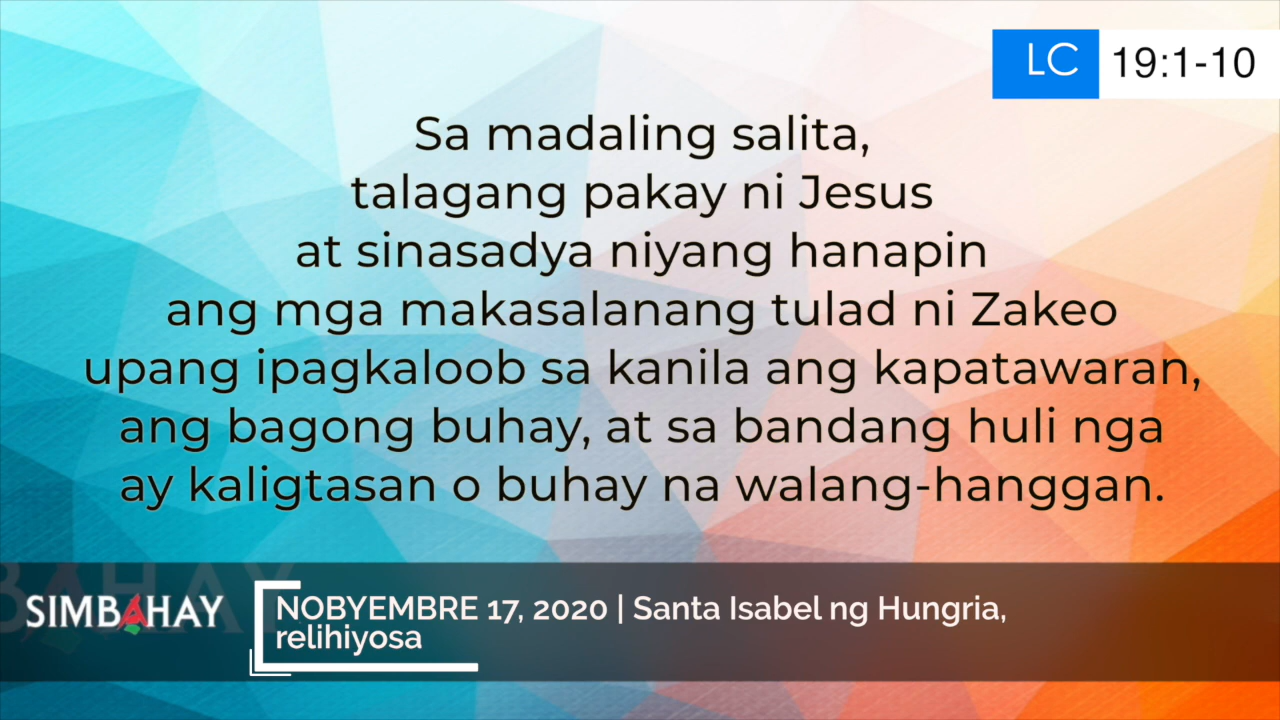 LC 19:1-10
Sa madaling salita,
talagang pakay ni Jesus
at sinasadya niyang hanapin
ang mga makasalanang tulad ni Zakeo
upang ipagkaloob sa kanila ang kapatawaran,
ang bagong buhay, at sa bandang huli nga
ay kaligtasan o buhay na walang-hanggan.
SIMBAHAY
NOBYEMBRE 17, 2020 | Santa Isabel ng Hungria,
relihiyosa